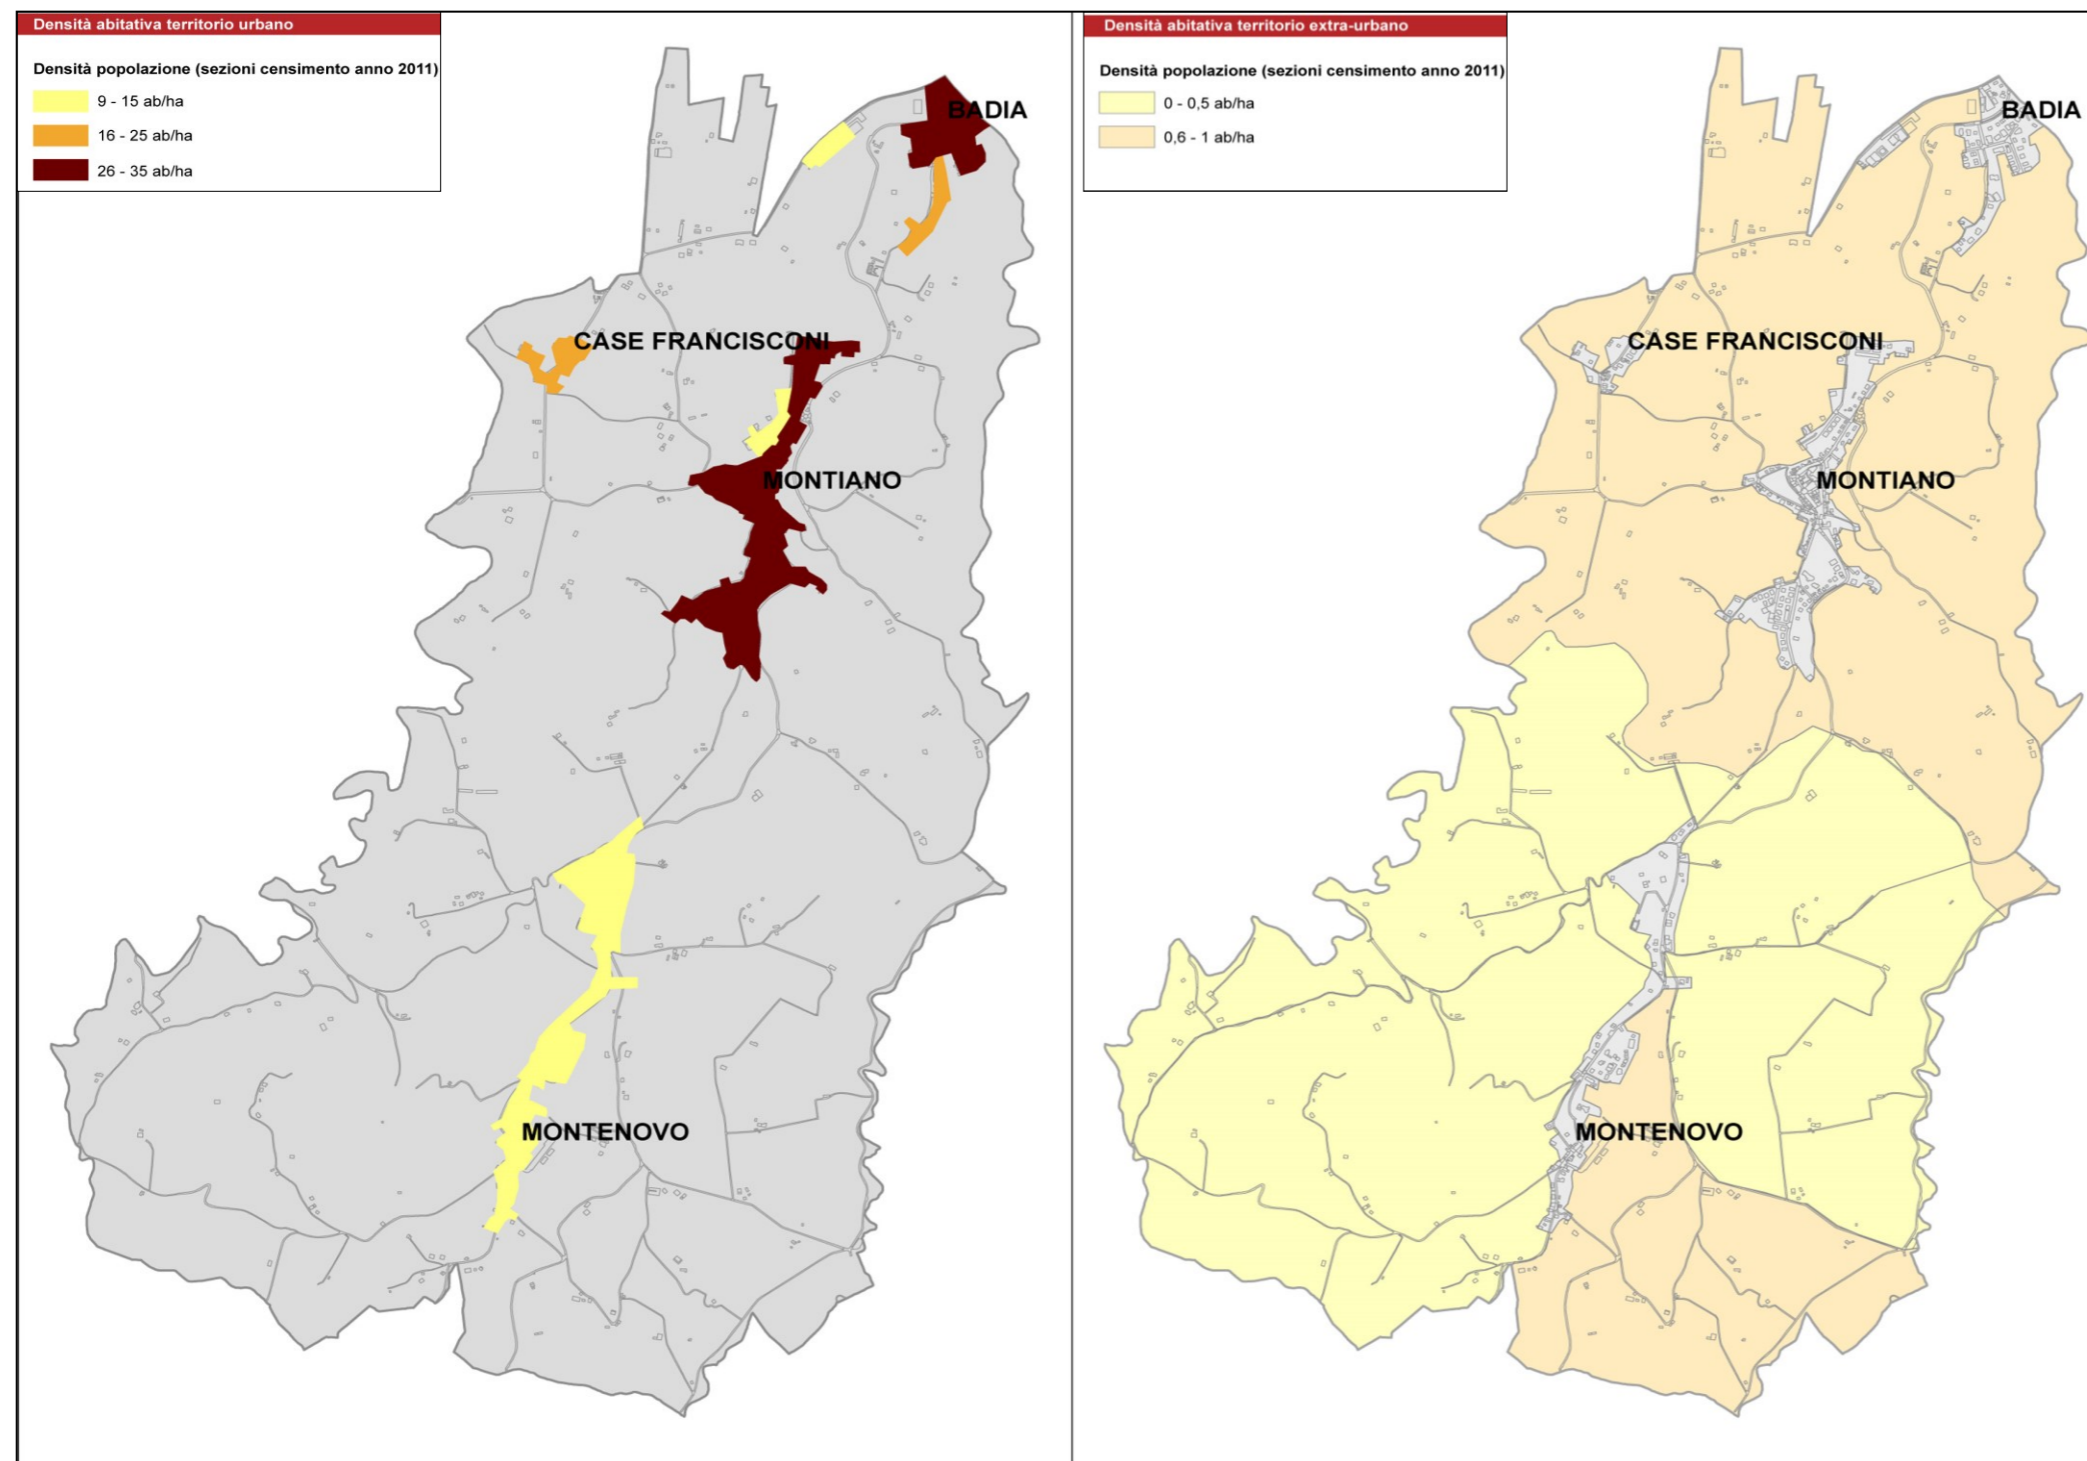 Densità abitativa territorio urbano
Densità popolazione (sezioni censimento anno 2011)
9 - 15 ab/ha
16 - 25 ab/ha
26 - 35 ab/ha
BADIA
CASE FRANCISCONI
MONTIANO
MONTENOVO
Densità abitativa territorio extra-urbano
Densità popolazione (sezioni censimento anno 2011)
0 - 0,5 ab/ha
0,6 - 1 ab/ha
BADIA
CASE FRANCISCONI
MONTIANO
MONTENOVO